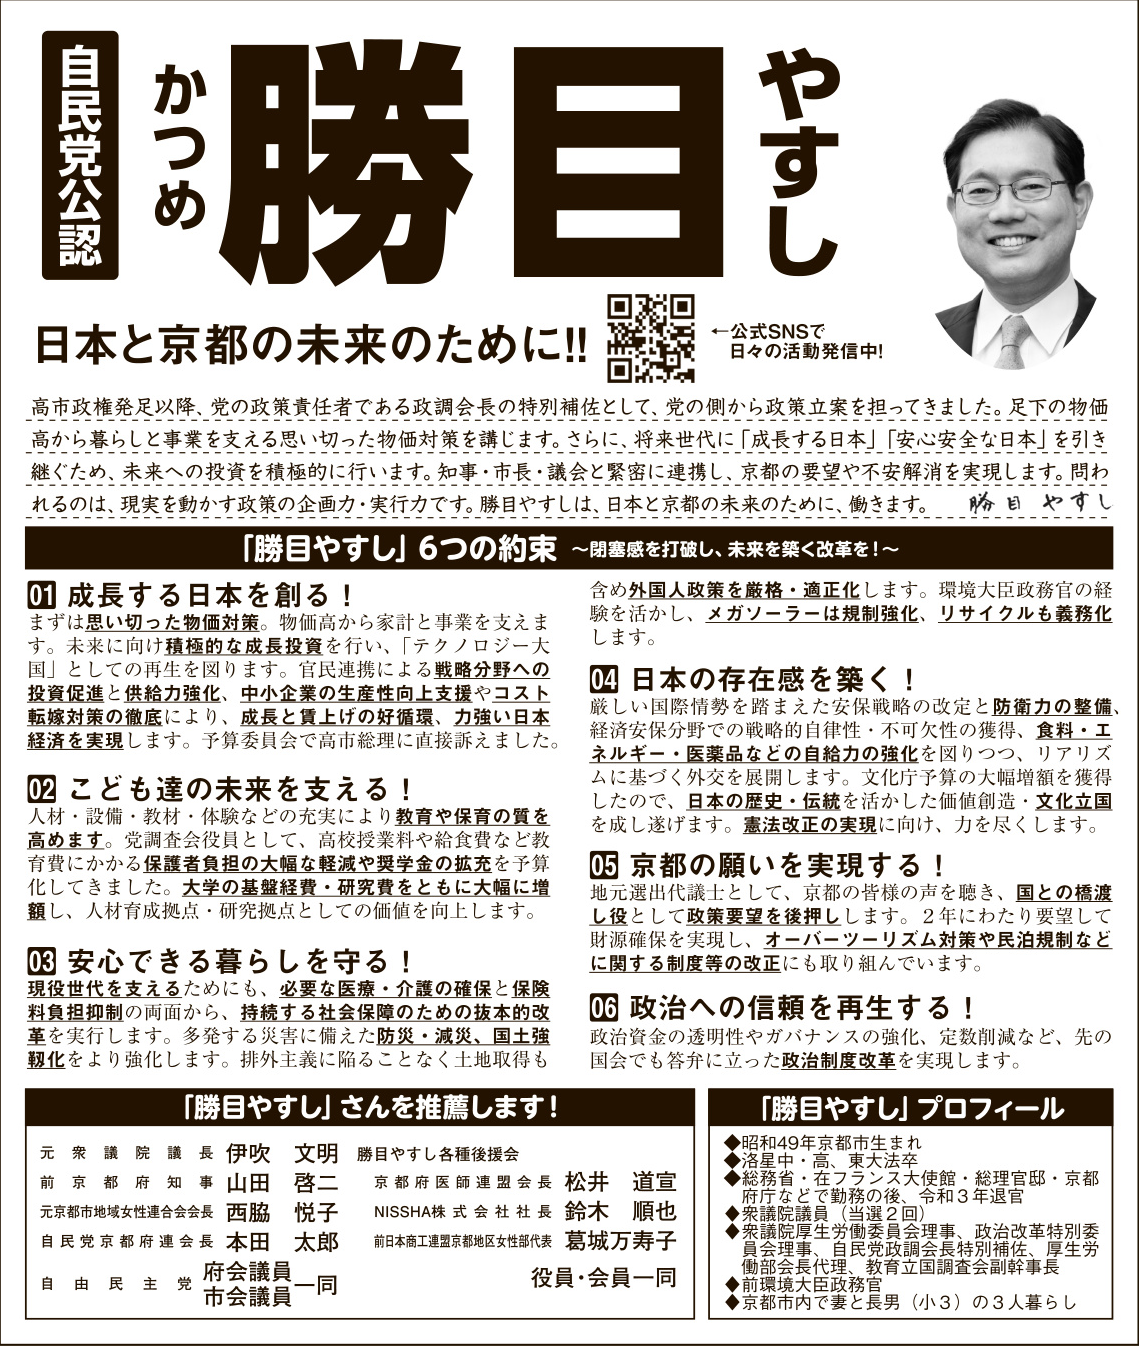 自民党公認
かつめ
勝目
やすし
日本と京都の未来のために!!
←公式SNSで
日々の活動発信中!
高市政権発足以降、党の政策責任者である政調会長の特別補佐として、党の側から政策立案を担ってきました。足下の物価
高から暮らしと事業を支える思い切った物価対策を講じます。さらに、将来世代に「成長する日本」「安心安全な日本」を引き
継ぐため、未来への投資を積極的に行います。知事・市長・議会と緊密に連携し、京都の要望や不安解消を実現します。問わ
れるのは、現実を動かす政策の企画力・実行力です。勝目やすしは、日本と京都の未来のために、働きます。 勝目 やすし
「勝目やすし」6つの約束 〜閉塞感を打破し、未来を築く改革を!〜
01 成長する日本を創る!
まずは思い切った物価対策。物価高から家計と事業を支えま
す。未来に向け積極的な成長投資を行い、「テクノロジー大
国」としての再生を図ります。官民連携による戦略分野への
投資促進と供給力強化、中小企業の生産性向上支援やコスト
転嫁対策の徹底により、成長と賃上げの好循環、力強い日本
経済を実現します。予算委員会で高市総理に直接訴えました。
02 こども達の未来を支える!
人材・設備・教材・体験などの充実により教育や保育の質を
高めます。党調査会役員として、高校授業料や給食費など教
育費にかかる保護者負担の大幅な軽減や奨学金の拡充を予算
化してきました。大学の基盤経費・研究費をともに大幅に増
額し、人材育成拠点・研究拠点としての価値を向上します。
03 安心できる暮らしを守る!
現役世代を支えるためにも、必要な医療・介護の確保と保険
料負担抑制の両面から、持続する社会保障のための抜本的改
革を実行します。多発する災害に備えた防災・減災、国土強
靱化をより強化します。排外主義に陥ることなく土地取得も
含め外国人政策を厳格・適正化します。環境大臣政務官の経
験を活かし、メガソーラーは規制強化、リサイクルも義務化
します。
04 日本の存在感を築く!
厳しい国際情勢を踏まえた安保戦略の改定と防衛力の整備、
経済安保分野での戦略的自律性・不可欠性の獲得、食料・エ
ネルギー・医薬品などの自給力の強化を図りつつ、リアリズ
ムに基づく外交を展開します。文化庁予算の大幅増額を獲得
したので、日本の歴史・伝統を活かした価値創造・文化立国
を成し遂げます。憲法改正の実現に向け、力を尽くします。
05 京都の願いを実現する!
地元選出代議士として、京都の皆様の声を聴き、国との橋渡
し役として政策要望を後押しします。2年にわたり要望して
財源確保を実現し、オーバーツーリズム対策や民泊規制など
に関する制度等の改正にも取り組んでいます。
06 政治への信頼を再生する!
政治資金の透明性やガバナンスの強化、定数削減など、先の
国会でも答弁に立った政治制度改革を実現します。
「勝目やすし」さんを推薦します!
元衆議院議長 伊吹 文明
前京都府知事 山田 啓二
元京都市地域女性連合会会長 西脇 悦子
自民党京都府連会長 本田 太郎
自由民主党 府会議員 市会議員 一同
勝目やすし各種後援会
京都府医師連盟会長 松井 道宣
NISSHA株式会社社長 鈴木 順也
前日本商工連盟京都地区女性部代表 葛城万寿子
役員・会員一同
「勝目やすし」プロフィール
◆昭和49年京都市生まれ
◆洛星中・高、東大法卒
◆総務省・在フランス大使館・総理官邸・京都
府庁などで勤務の後、令和3年退官
◆衆議院議員(当選2回)
◆衆議院厚生労働委員会理事、政治改革特別委
員会理事、自民党政調会長特別補佐、厚生労
働部会長代理、教育立国調査会副幹事長
◆前環境大臣政務官
◆京都市内で妻と長男(小3)の3人暮らし